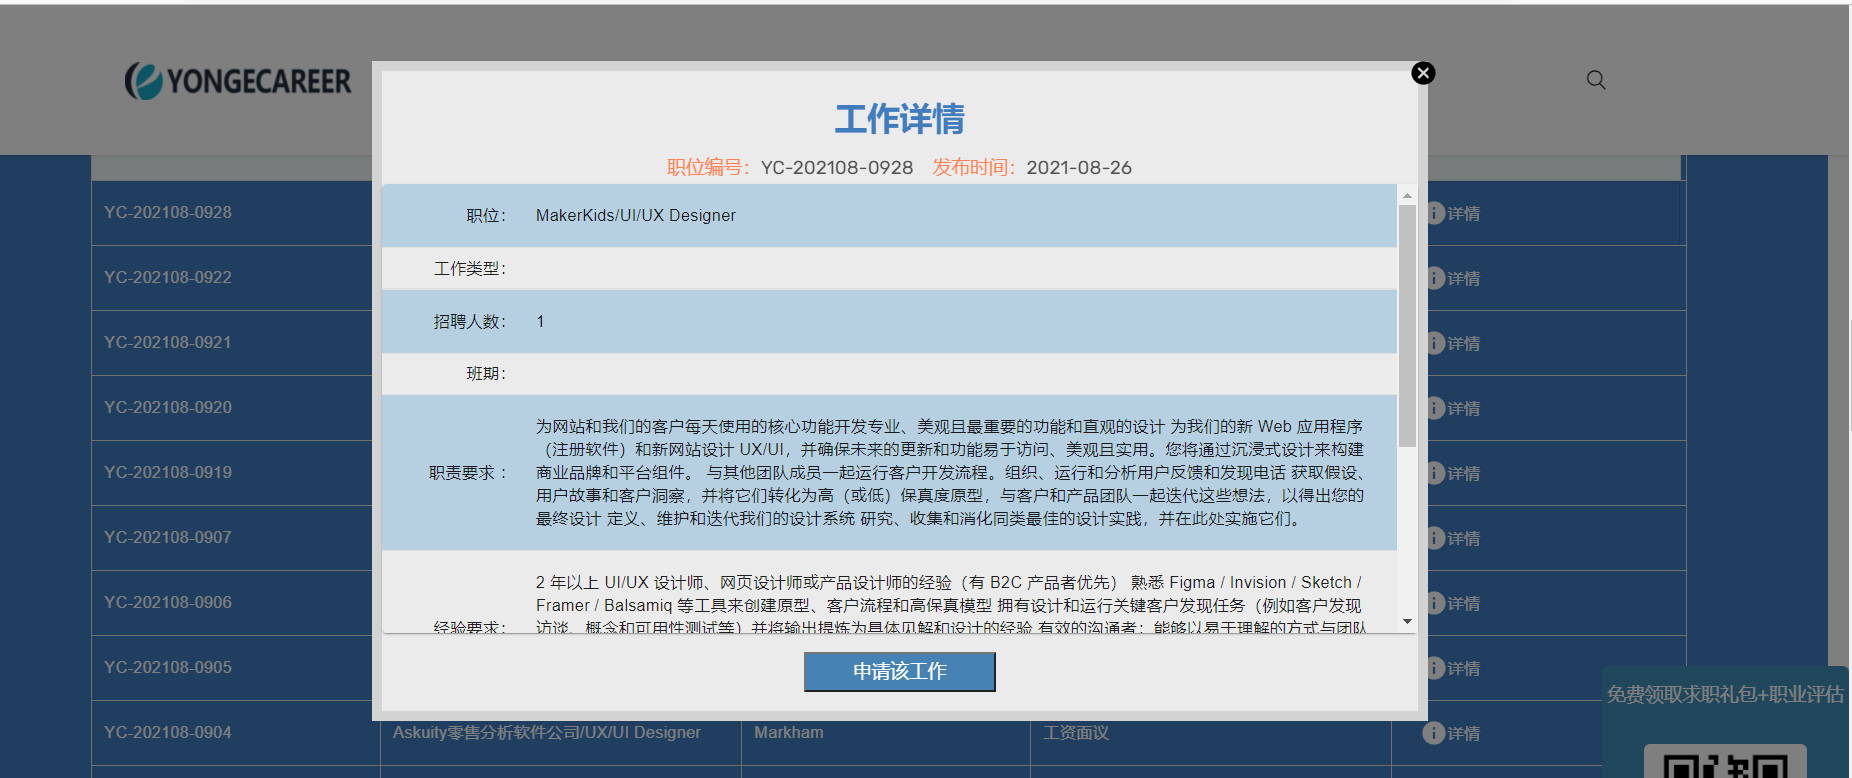 YONGECAREER
工作详情
职位编号：YC-202108-0928 发布时间：2021-08-26
职位： MakerKids/UI/UX Designer
工作类型：
招聘人数： 1
班期：
职责要求：
为网站和我们的客户每天使用的核心功能开发专业、美观且最重要的功能和直观的设计 为我们的新 Web 应用程序
（注册软件）和新网站设计 UX/UI，并确保未来的更新和功能易于访问、美观且实用。您将通过沉浸式设计来构建
商业品牌和平台组件。 与其他团队成员一起运行客户开发流程。组织、运行和分析用户反馈和发现电话 获取假设、
用户故事和客户洞察，并将它们转化为高（或低）保真度原型，与客户和产品团队一起迭代这些想法，以得出您的
最终设计 定义、维护和迭代我们的设计系统 研究、收集和消化同类最佳的设计实践，并在此处实施它们。
经验要求：
2 年以上 UI/UX 设计师、网页设计师或产品设计师的经验（有 B2C 产品者优先） 熟悉 Figma / Invision / Sketch /
Framer / Balsamiq 等工具来创建原型、客户流程和高保真模型 拥有设计和运行关键客户发现任务（例如客户发现
访谈、概念和可用性测试等）并将输出提炼为具体见解和设计的经验 有效的沟通者；能够以易于理解的方式与团队
申请该工作
YC-202108-0928 详情
YC-202108-0922 详情
YC-202108-0921 详情
YC-202108-0920 详情
YC-202108-0919 详情
YC-202108-0907 详情
YC-202108-0906 详情
YC-202108-0905 详情
YC-202108-0904 Askuity零售分析软件公司/UX/UI Designer Markham 工资面议 详情
免费领取求职礼包+职业评估